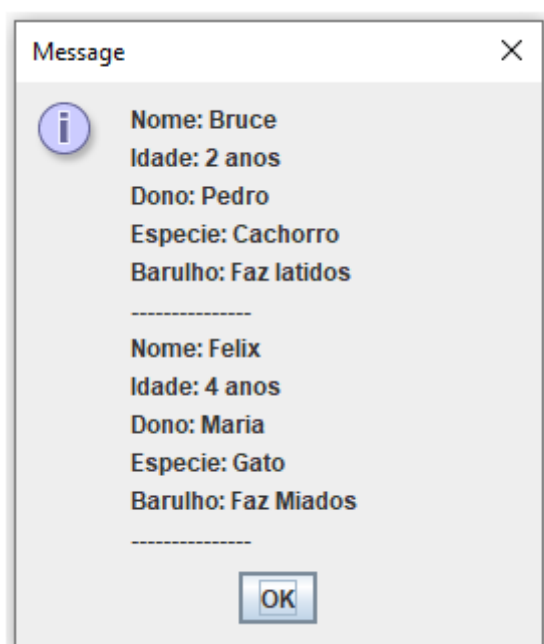 Message
Nome: Bruce
Idade: 2 anos
Dono: Pedro
Especie: Cachorro
Barulho: Faz latidos
---------------
Nome: Felix
Idade: 4 anos
Dono: Maria
Especie: Gato
Barulho: Faz Miados
---------------
OK